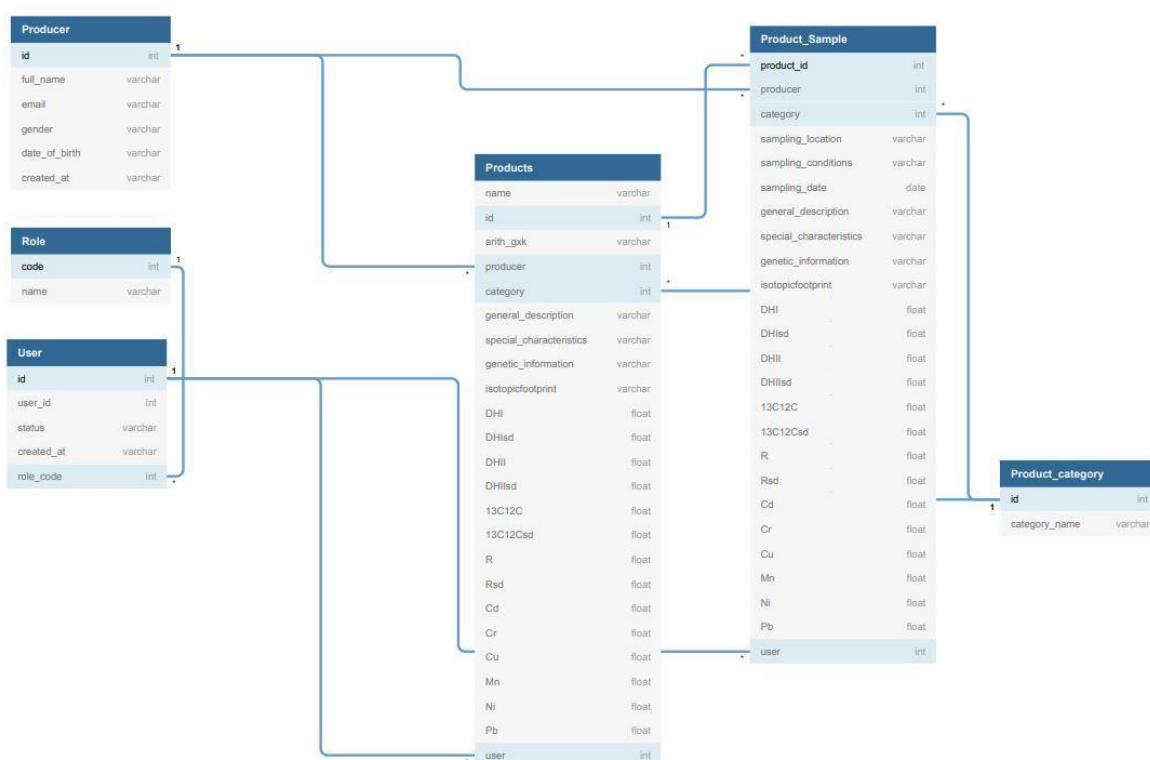 Producer
id int
full_name varchar
email varchar
gender varchar
date_of_birth varchar
created_at varchar
1
Role
code int
name varchar
1
User
id int
user_id int
status varchar
created_at varchar
role_code int
1
*
Products
name varchar
id int
arith_gxk varchar
producer int
category int
general_description varchar
special_characteristics varchar
genetic_information varchar
isotopicfootprint varchar
DHI float
DHIsd float
DHII float
DHIIsd float
13C12C float
13C12Csd float
R float
Rsd float
Cd float
Cr float
Cu float
Mn float
Ni float
Pb float
user int
1
*
*
*
Product_Sample
product_id int
producer int
category int
sampling_location varchar
sampling_conditions varchar
sampling_date date
general_description varchar
special_characteristics varchar
genetic_information varchar
isotopicfootprint varchar
DHI float
DHIsd float
DHII float
DHIIsd float
13C12C float
13C12Csd float
R float
Rsd float
Cd float
Cr float
Cu float
Mn float
Ni float
Pb float
user int
*
*
*
*
Product_category
id int
category_name varchar
1